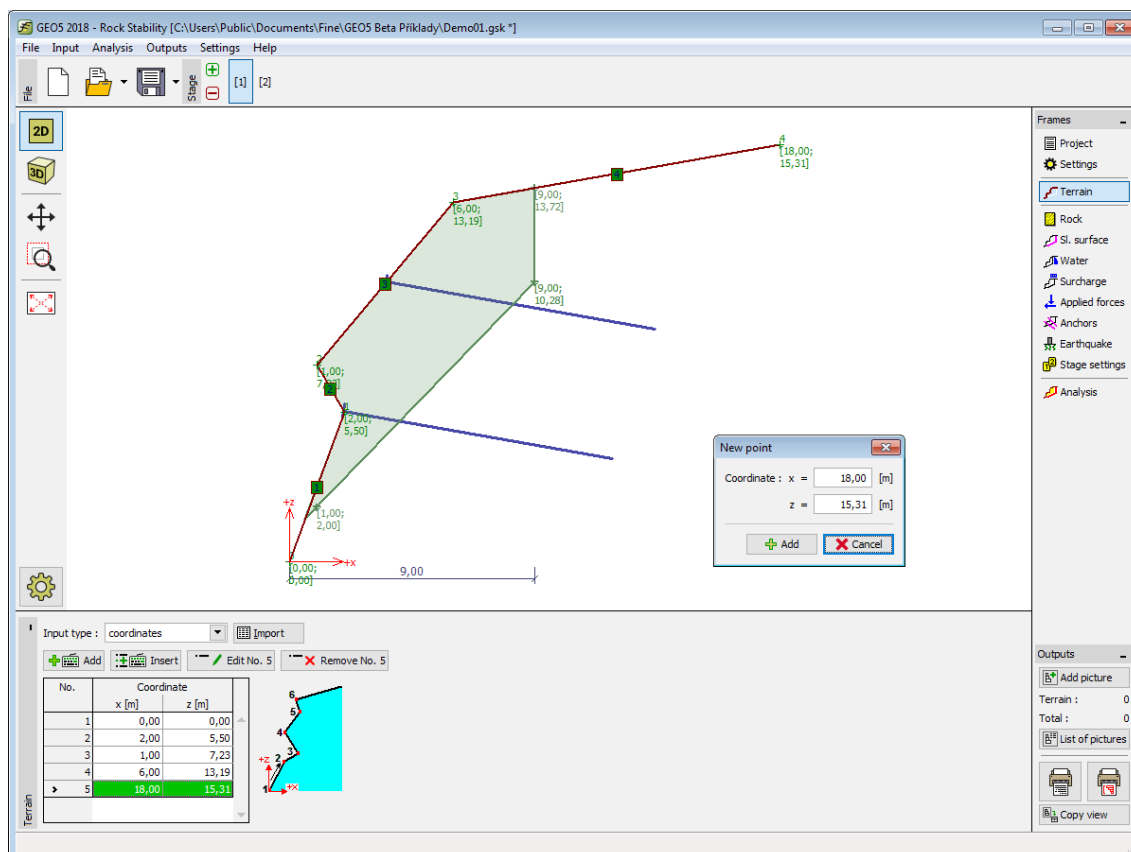 GEO5 2018 - Rock Stability [C:\Users\Public\Documents\Fine\GEO5 Beta Příklady\Demo01.gsk *]
File Input Analysis Outputs Settings Help
File
Stage
[1] [2]
2D
3D
4
[18,00;
15,31]
4
3
[6,00;
13,19]
[9,00;
13,72]
3
[9,00;
10,28]
2
[1,00;
2
1
[2,00;
5,50]
1
+z
[1,00;
2,00]
+x
[0,00;
0,00]
9,00
New point
Coordinate : x = 18,00 [m]
z = 15,31 [m]
Add Cancel
Frames
Project
Settings
Terrain
Rock
Sl. surface
Water
Surcharge
Applied forces
Anchors
Earthquake
Stage settings
Analysis
Terrain
Input type : coordinates Import
Add Insert Edit No. 5 Remove No. 5
No. Coordinate
x [m] z [m]
1 0,00 0,00
2 2,00 5,50
3 1,00 7,23
4 6,00 13,19
> 5 18,00 15,31
6
5
4
3
+z 2
1 +x
Outputs
Add picture
Terrain : 0
Total : 0
List of pictures
Copy view